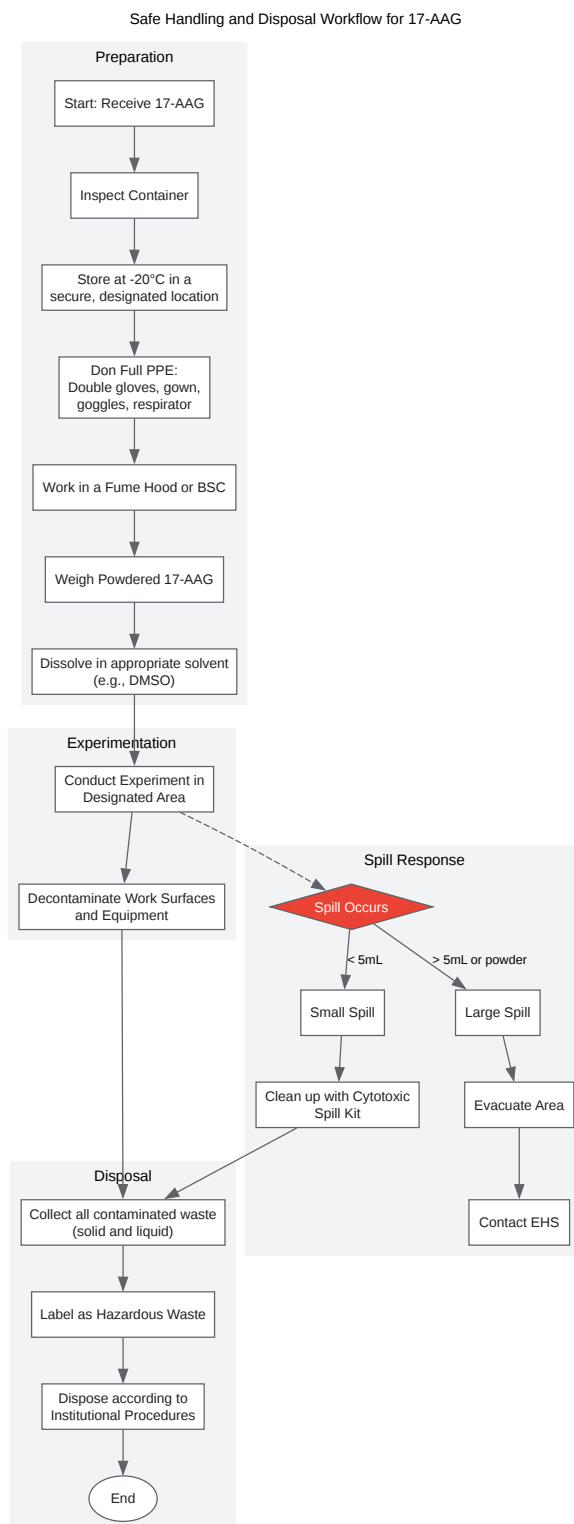 Safe Handling and Disposal Workflow for 17-AAG
Preparation
Start: Receive 17-AAG
Inspect Container
Store at -20°C in a
secure, designated location
Don Full PPE:
Double gloves, gown,
goggles, respirator
Work in a Fume Hood or BSC
Weigh Powdered 17-AAG
Dissolve in appropriate solvent
(e.g., DMSO)
Experimentation
Conduct Experiment in
Designated Area
Decontaminate Work Surfaces
and Equipment
Spill Response
Spill Occurs
< 5mL
> 5mL or powder
Small Spill
Large Spill
Clean up with Cytotoxic
Spill Kit
Evacuate Area
Contact EHS
Disposal
Collect all contaminated waste
(solid and liquid)
Label as Hazardous Waste
Dispose according to
Institutional Procedures
End